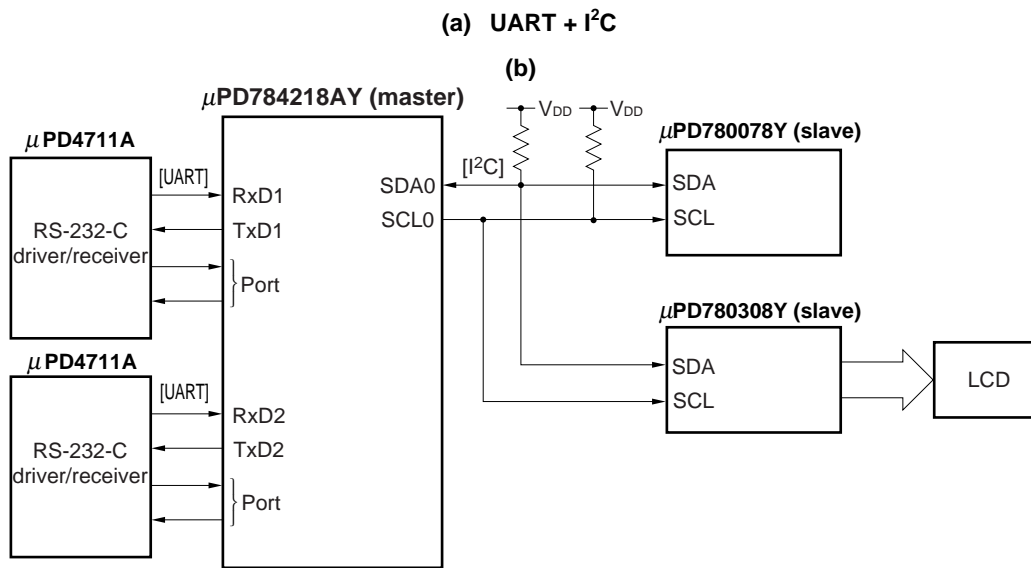 (a) UART + I²C
(b)
μPD784218AY (master)
μPD4711A
[UART]
RS-232-C
driver/receiver
RxD1
TxD1
Port
μPD4711A
[UART]
RS-232-C
driver/receiver
RxD2
TxD2
Port
SDA0
SCL0
[I²C]
VDD
VDD
μPD780078Y (slave)
SDA
SCL
μPD780308Y (slave)
SDA
SCL
LCD